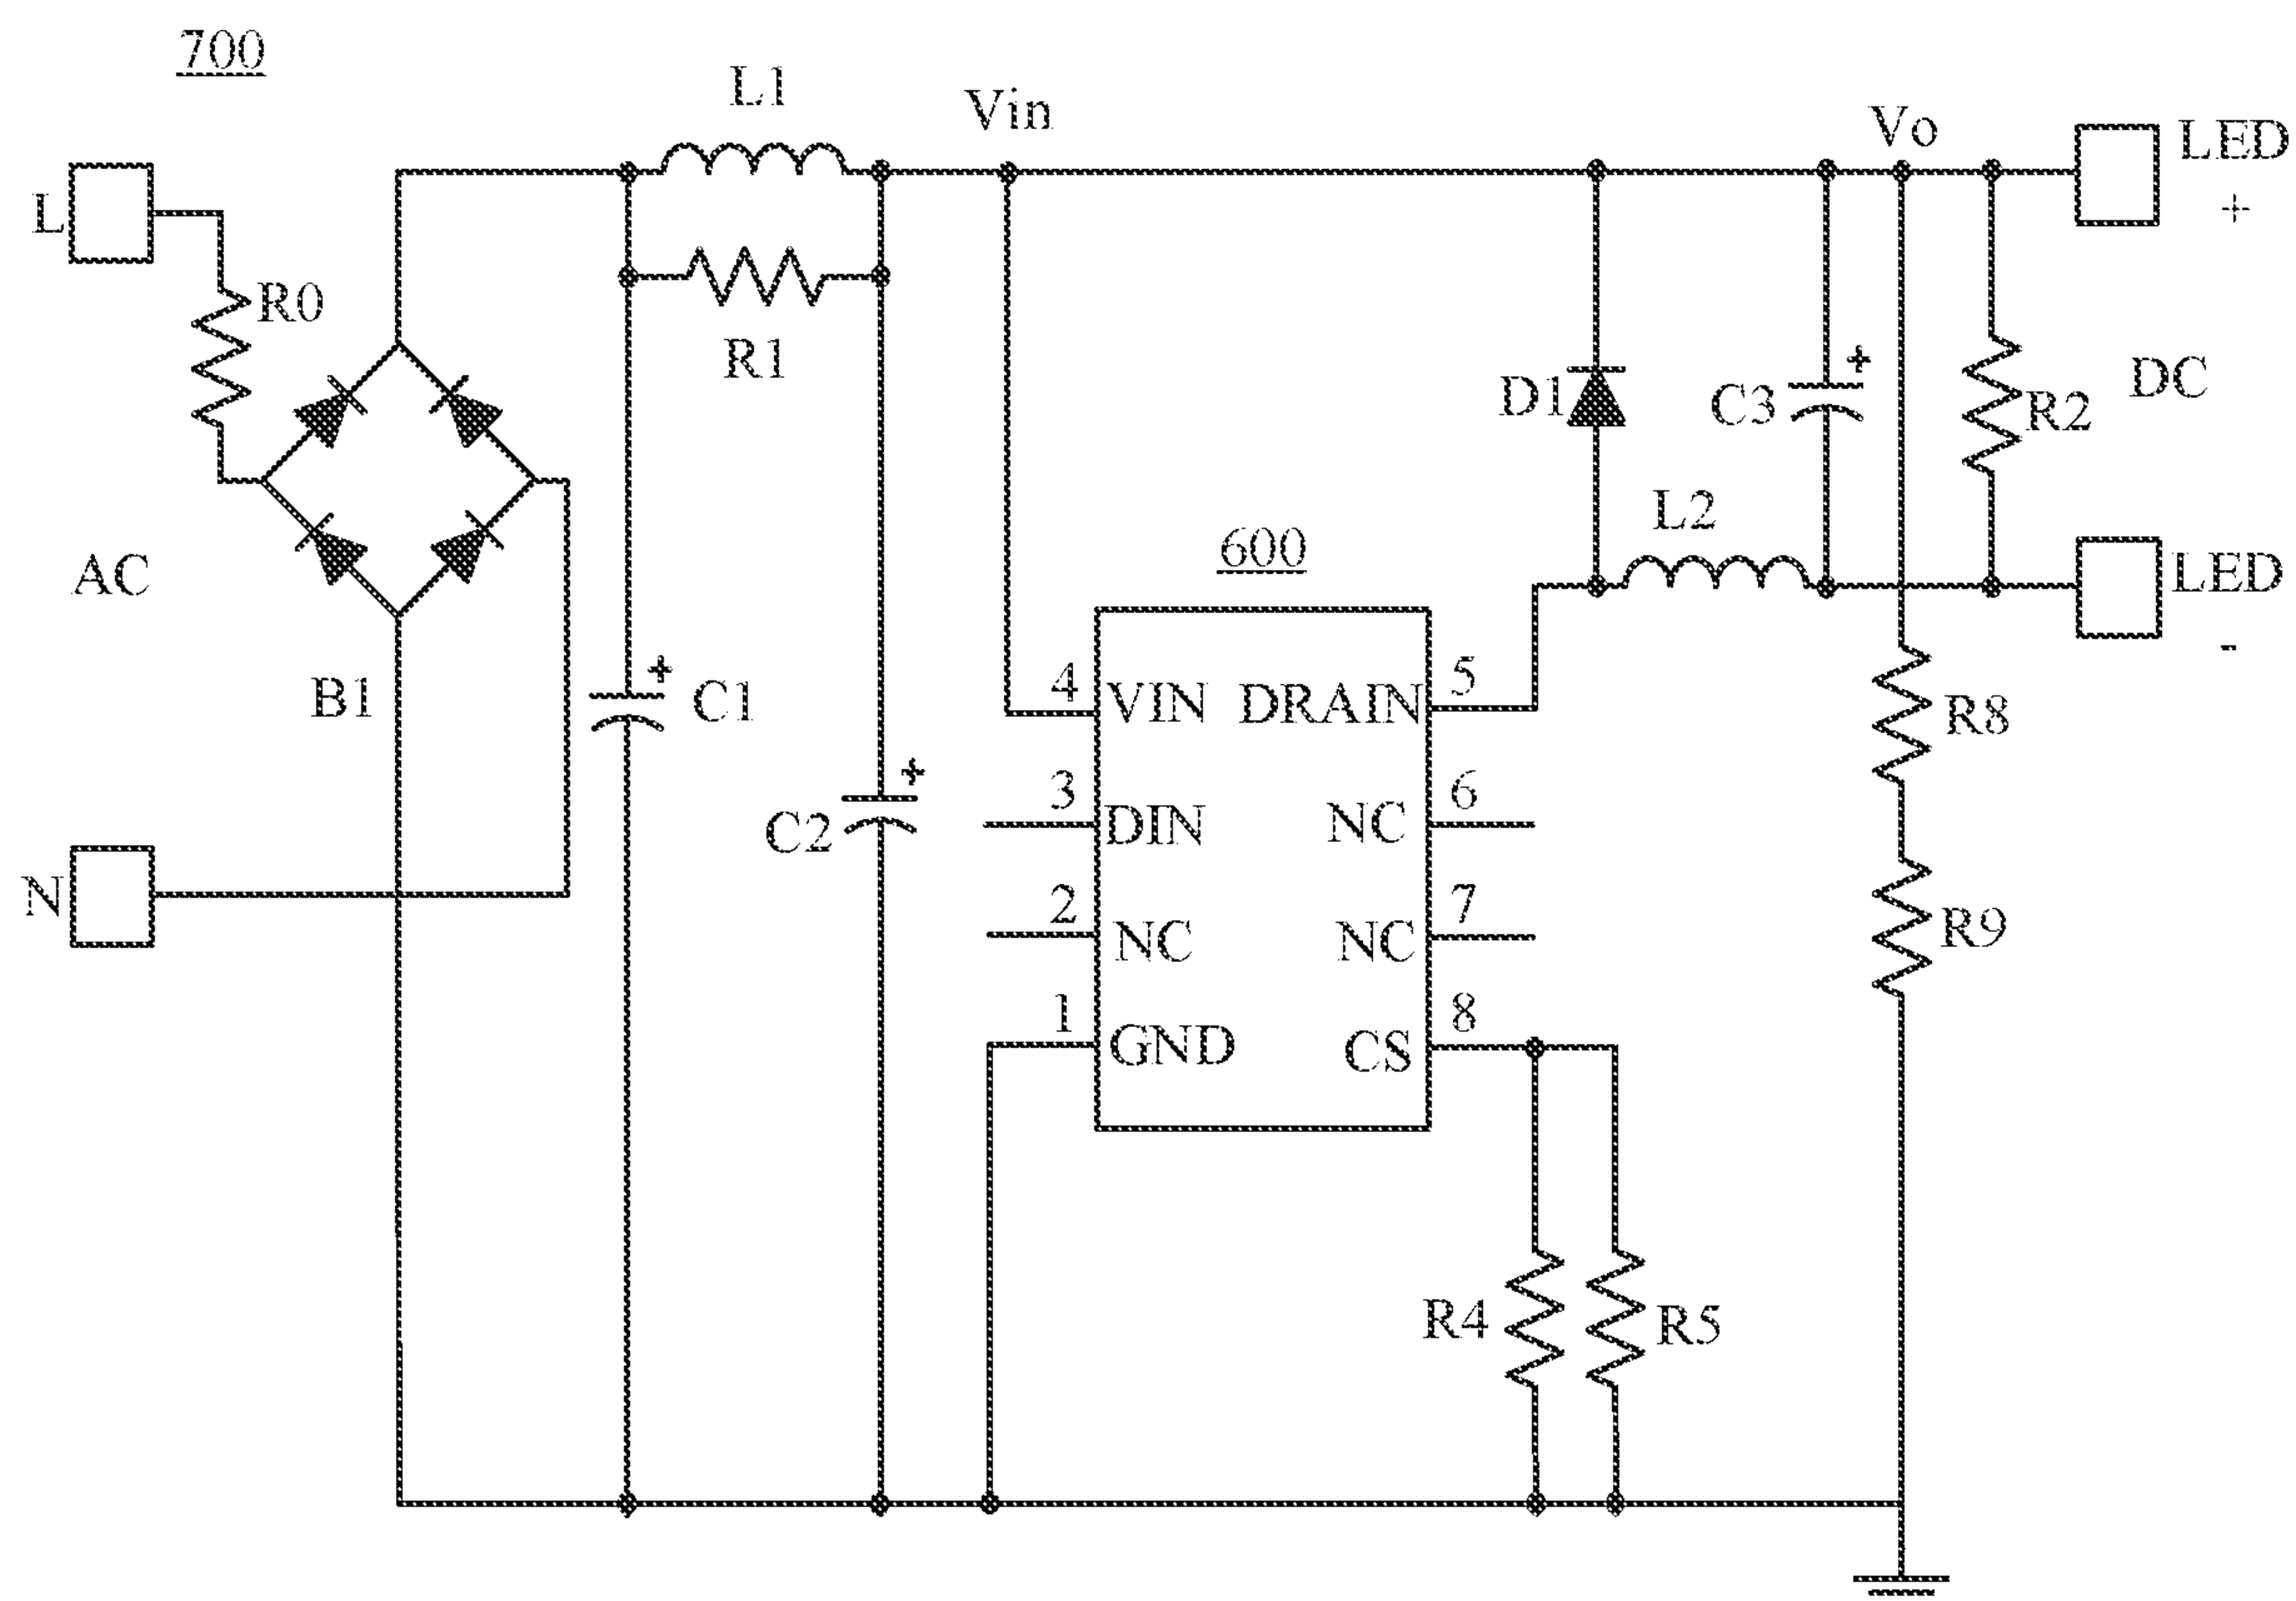 700
L1
Vin
Vo
LED
+
L
R0
R1
D1
+
C3
R2
DC
L2
LED
-
AC
600
B1
+
C1
4
VIN
DRAIN
5
R8
+
C2
3
DIN
NC
6
N
2
NC
NC
7
R9
1
GND
CS
8
R4
R5